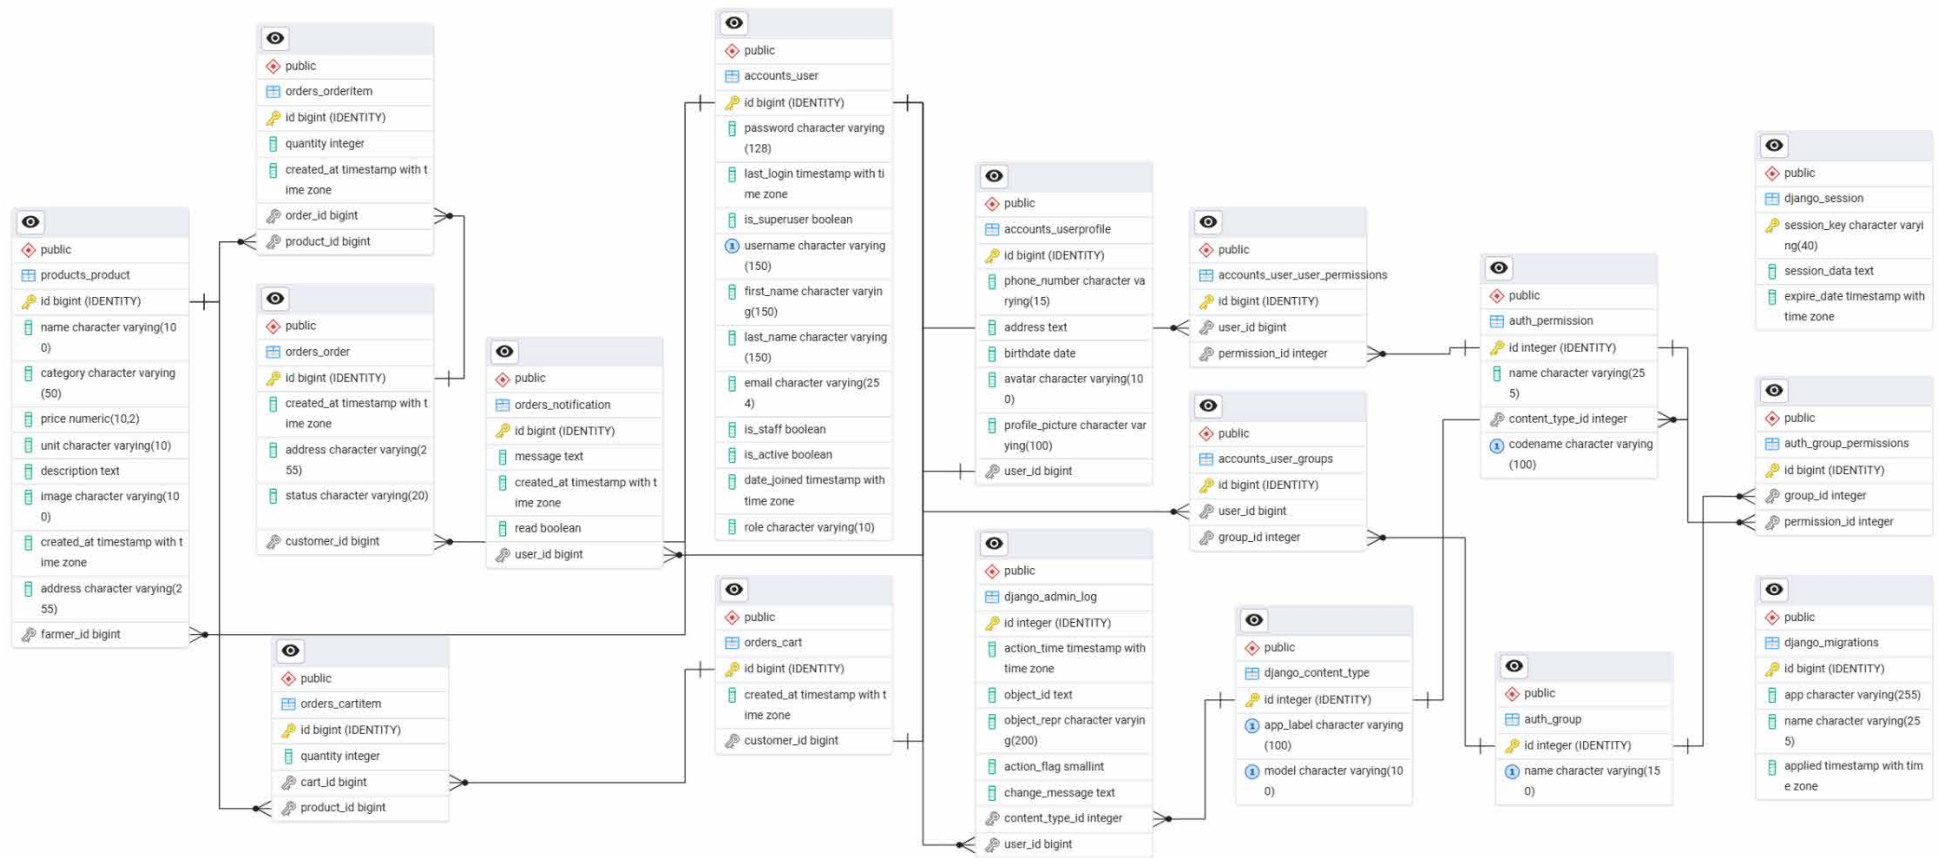 public
products_product
id bigint (IDENTITY)
name character varying(10
0)
category character varying
(50)
price numeric(10,2)
unit character varying(10)
description text
image character varying(10
0)
created_at timestamp with t
ime zone
address character varying(2
55)
farmer_id bigint
public
orders_orderitem
id bigint (IDENTITY)
quantity integer
created_at timestamp with t
ime zone
order_id bigint
product_id bigint
public
orders_order
id bigint (IDENTITY)
created_at timestamp with t
ime zone
address character varying(2
55)
status character varying(20)
customer_id bigint
public
orders_cartitem
id bigint (IDENTITY)
quantity integer
cart_id bigint
product_id bigint
public
orders_notification
id bigint (IDENTITY)
message text
created_at timestamp with t
ime zone
read boolean
user_id bigint
public
accounts_user
id bigint (IDENTITY)
password character varying
(128)
last_login timestamp with ti
me zone
is_superuser boolean
username character varying
(150)
first_name character varyin
g(150)
last_name character varying
(150)
email character varying(25
4)
is_staff boolean
is_active boolean
date_joined timestamp with
time zone
role character varying(10)
public
orders_cart
id bigint (IDENTITY)
created_at timestamp with t
ime zone
customer_id bigint
public
accounts_userprofile
id bigint (IDENTITY)
phone_number character va
rying(15)
address text
birthdate date
avatar character varying(10
0)
profile_picture character var
ying(100)
user_id bigint
public
django_admin_log
id integer (IDENTITY)
action_time timestamp with
time zone
object_id text
object_repr character varyin
g(200)
action_flag smallint
change_message text
content_type_id integer
user_id bigint
public
accounts_user_user_permissions
id bigint (IDENTITY)
user_id bigint
permission_id integer
public
accounts_user_groups
id bigint (IDENTITY)
user_id bigint
group_id integer
public
django_content_type
id integer (IDENTITY)
app_label character varying
(100)
model character varying(10
0)
public
auth_permission
id integer (IDENTITY)
name character varying(25
5)
content_type_id integer
codename character varying
(100)
public
auth_group
id integer (IDENTITY)
name character varying(15
0)
public
django_session
session_key character varyi
ng(40)
session_data text
expire_date timestamp with
time zone
public
auth_group_permissions
id bigint (IDENTITY)
group_id integer
permission_id integer
public
django_migrations
id bigint (IDENTITY)
app character varying(255)
name character varying(25
5)
applied timestamp with tim
e zone